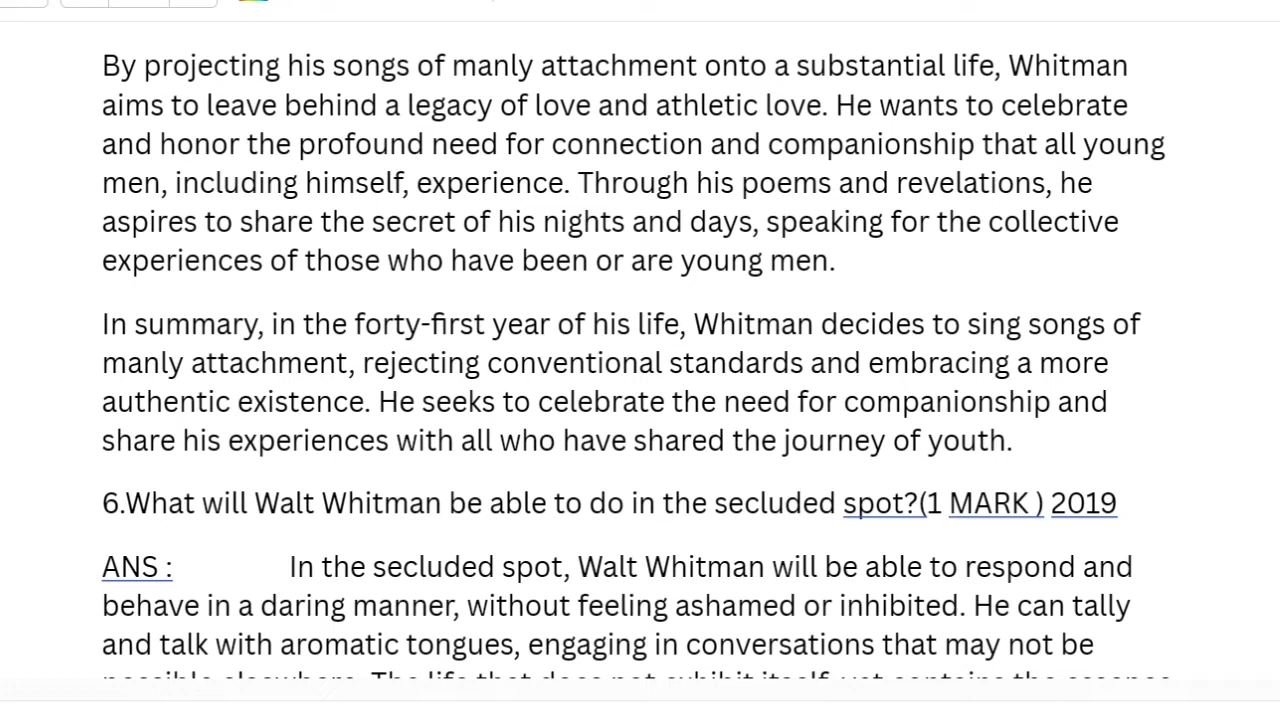 By projecting his songs of manly attachment onto a substantial life, Whitman
aims to leave behind a legacy of love and athletic love. He wants to celebrate
and honor the profound need for connection and companionship that all young
men, including himself, experience. Through his poems and revelations, he
aspires to share the secret of his nights and days, speaking for the collective
experiences of those who have been or are young men.
In summary, in the forty-first year of his life, Whitman decides to sing songs of
manly attachment, rejecting conventional standards and embracing a more
authentic existence. He seeks to celebrate the need for companionship and
share his experiences with all who have shared the journey of youth.
6.What will Walt Whitman be able to do in the secluded spot?(1 MARK ) 2019
ANS : In the secluded spot, Walt Whitman will be able to respond and
behave in a daring manner, without feeling ashamed or inhibited. He can tally
and talk with aromatic tongues, engaging in conversations that may not be